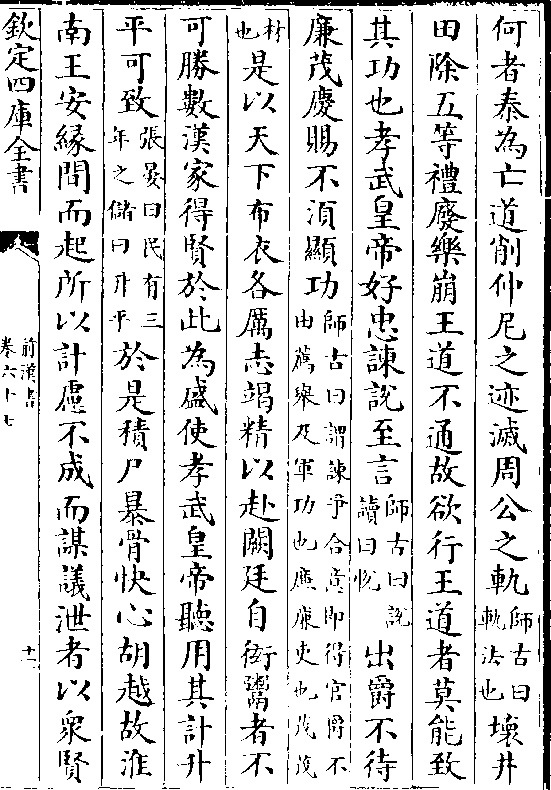 何者秦為亡道削仲尼之迹滅周公之軌師古曰軌法也壞井
田除五等禮廢樂崩王道不通故欲行王道者莫能致
其功也孝武皇帝好忠諫說至言師古曰說讀曰悅出爵不待
廉茂慶賜不湏顯功師古曰謂諫爭合意即得官爵不由薦舉及軍功也廉廉吏也茂茂
材也是以天下布衣各厲志竭精以赴闕廷自衒鬻者不
可勝數漢家得賢於此為盛使孝武皇帝聽用其計升
平可致張晏曰民有三年之儲曰升平於是積尸暴骨快心胡越故淮
南王安緣間而起所以計慮不成而謀議泄者以衆賢
欽定四庫全書
前漢書
卷六十七
十一